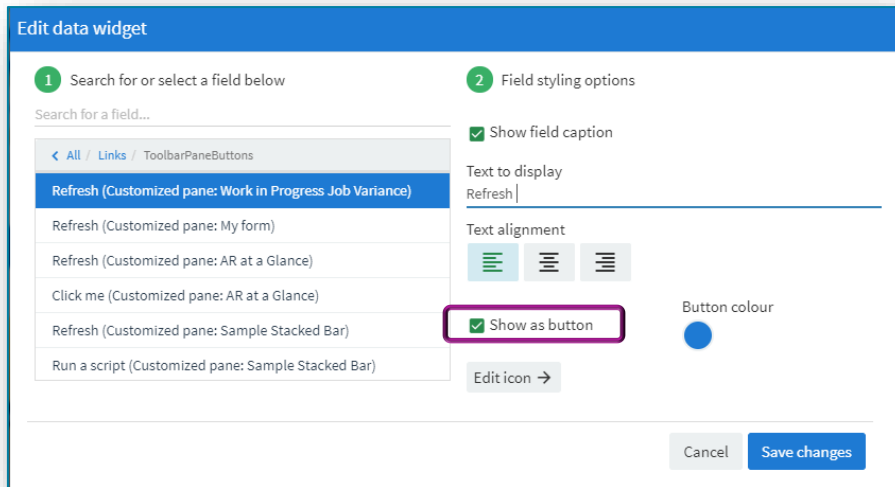 Edit data widget
1 Search for or select a field below
Search for a field...
All / Links / ToolbarPaneButtons
Refresh (Customized pane: Work in Progress Job Variance)
Refresh (Customized pane: My form)
Refresh (Customized pane: AR at a Glance)
Click me (Customized pane: AR at a Glance)
Refresh (Customized pane: Sample Stacked Bar)
Run a script (Customized pane: Sample Stacked Bar)
2 Field styling options
Show field caption
Text to display
Refresh
Text alignment
Show as button
Button colour
Edit icon →
Cancel
Save changes